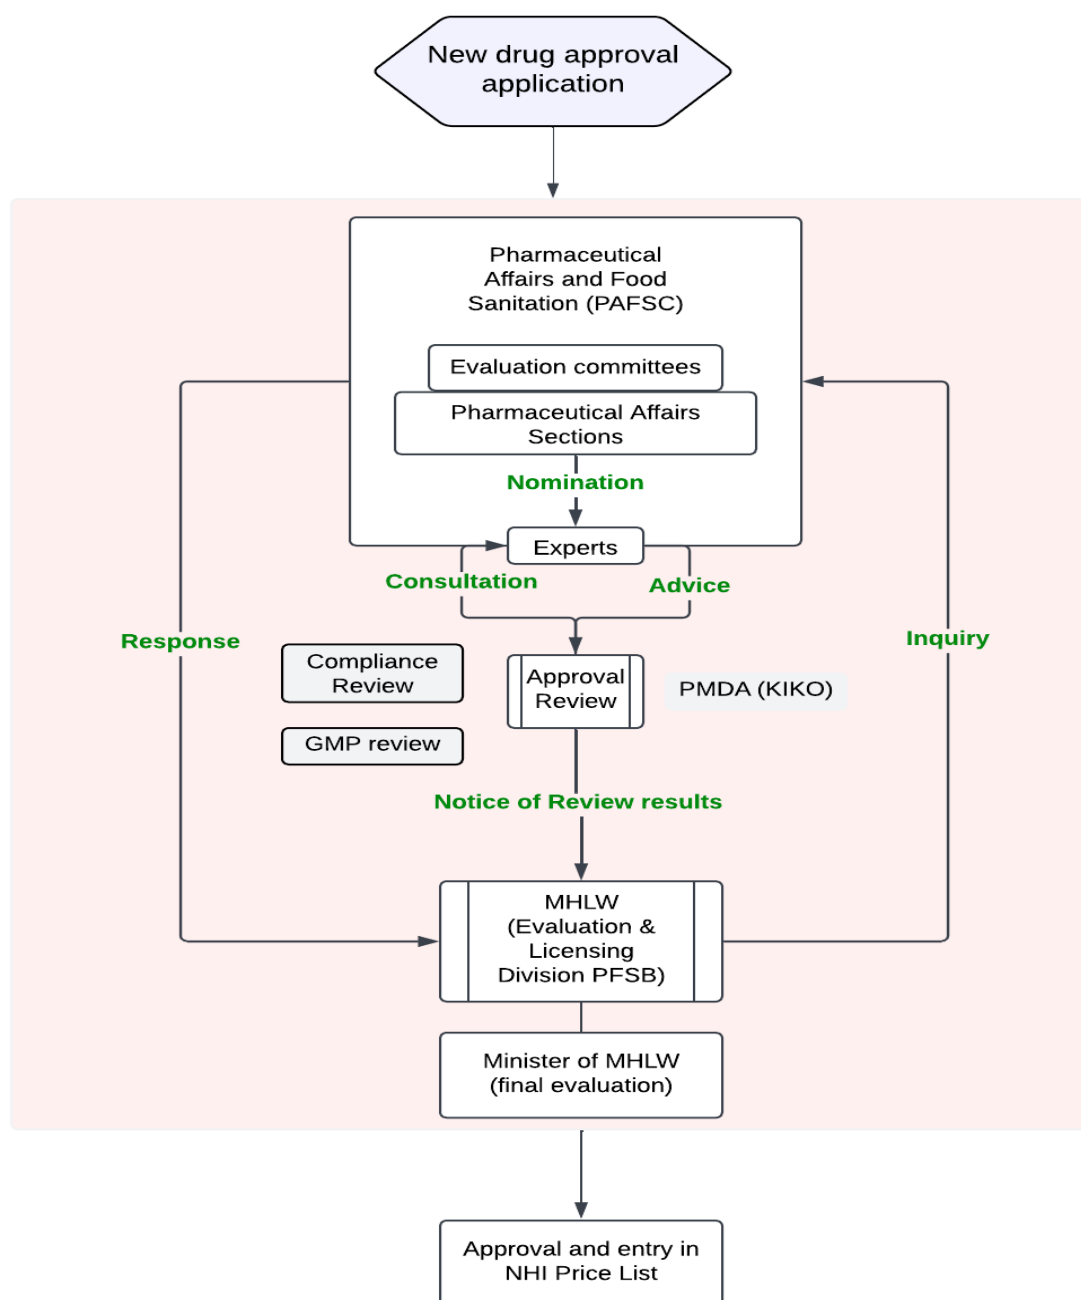 New drug approval
application
Pharmaceutical
Affairs and Food
Sanitation (PAFSC)
Evaluation committees
Pharmaceutical Affairs
Sections
Nomination
Experts
Consultation
Advice
Response
Inquiry
Compliance
Review
Approval
Review
PMDA (KIKO)
GMP review
Notice of Review results
MHLW
(Evaluation &
Licensing
Division PFSB)
Minister of MHLW
(final evaluation)
Approval and entry in
NHI Price List